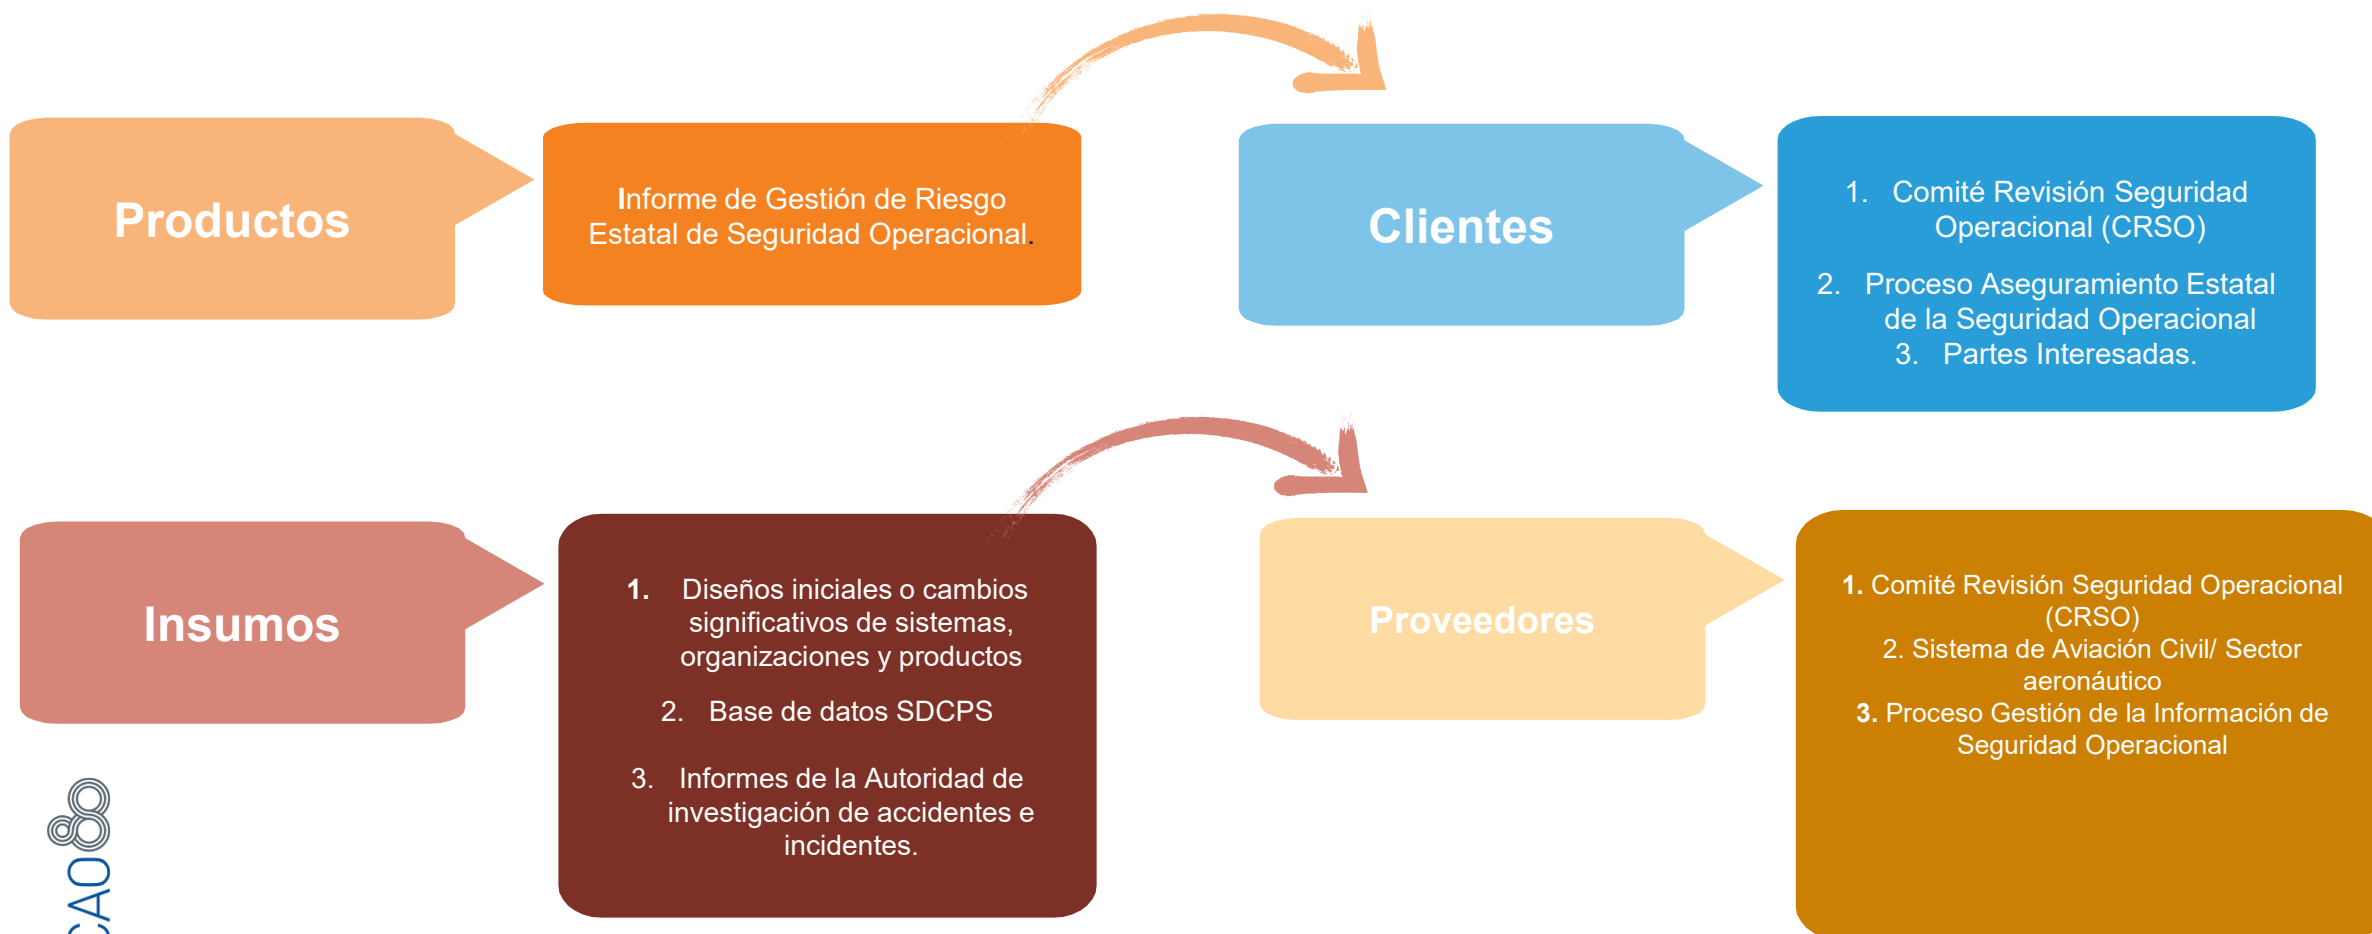 Productos
Informe de Gestión de Riesgo
Estatal de Seguridad Operacional.
Clientes
1. Comité Revisión Seguridad
Operacional (CRSO)
2. Proceso Aseguramiento Estatal
de la Seguridad Operacional
3. Partes Interesadas.
Insumos
1. Diseños iniciales o cambios
significativos de sistemas,
organizaciones y productos
2. Base de datos SDCPS
3. Informes de la Autoridad de
investigación de accidentes e
incidentes.
Proveedores
1. Comité Revisión Seguridad Operacional
(CRSO)
2. Sistema de Aviación Civil/ Sector
aeronáutico
3. Proceso Gestión de la Información de
Seguridad Operacional
CAO